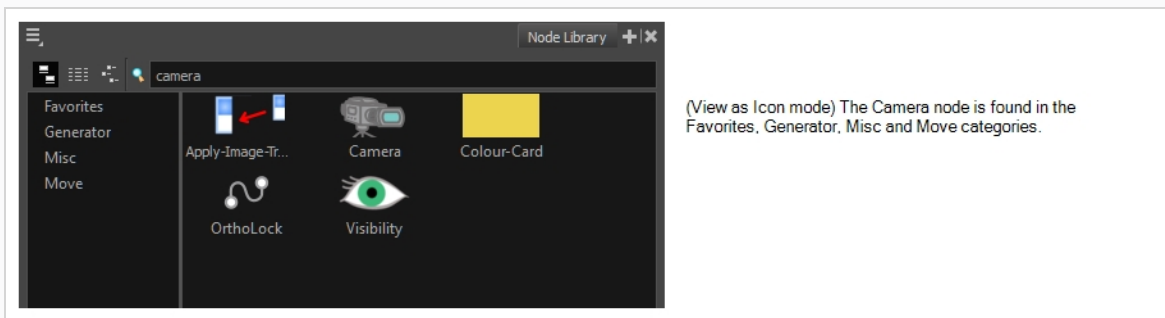 Node Library
camera
Favorites
Generator
Misc
Move
Apply-Image-Tr...
Camera
Colour-Card
OrthoLock
Visibility
(View as Icon mode) The Camera node is found in the
Favorites, Generator, Misc and Move categories.